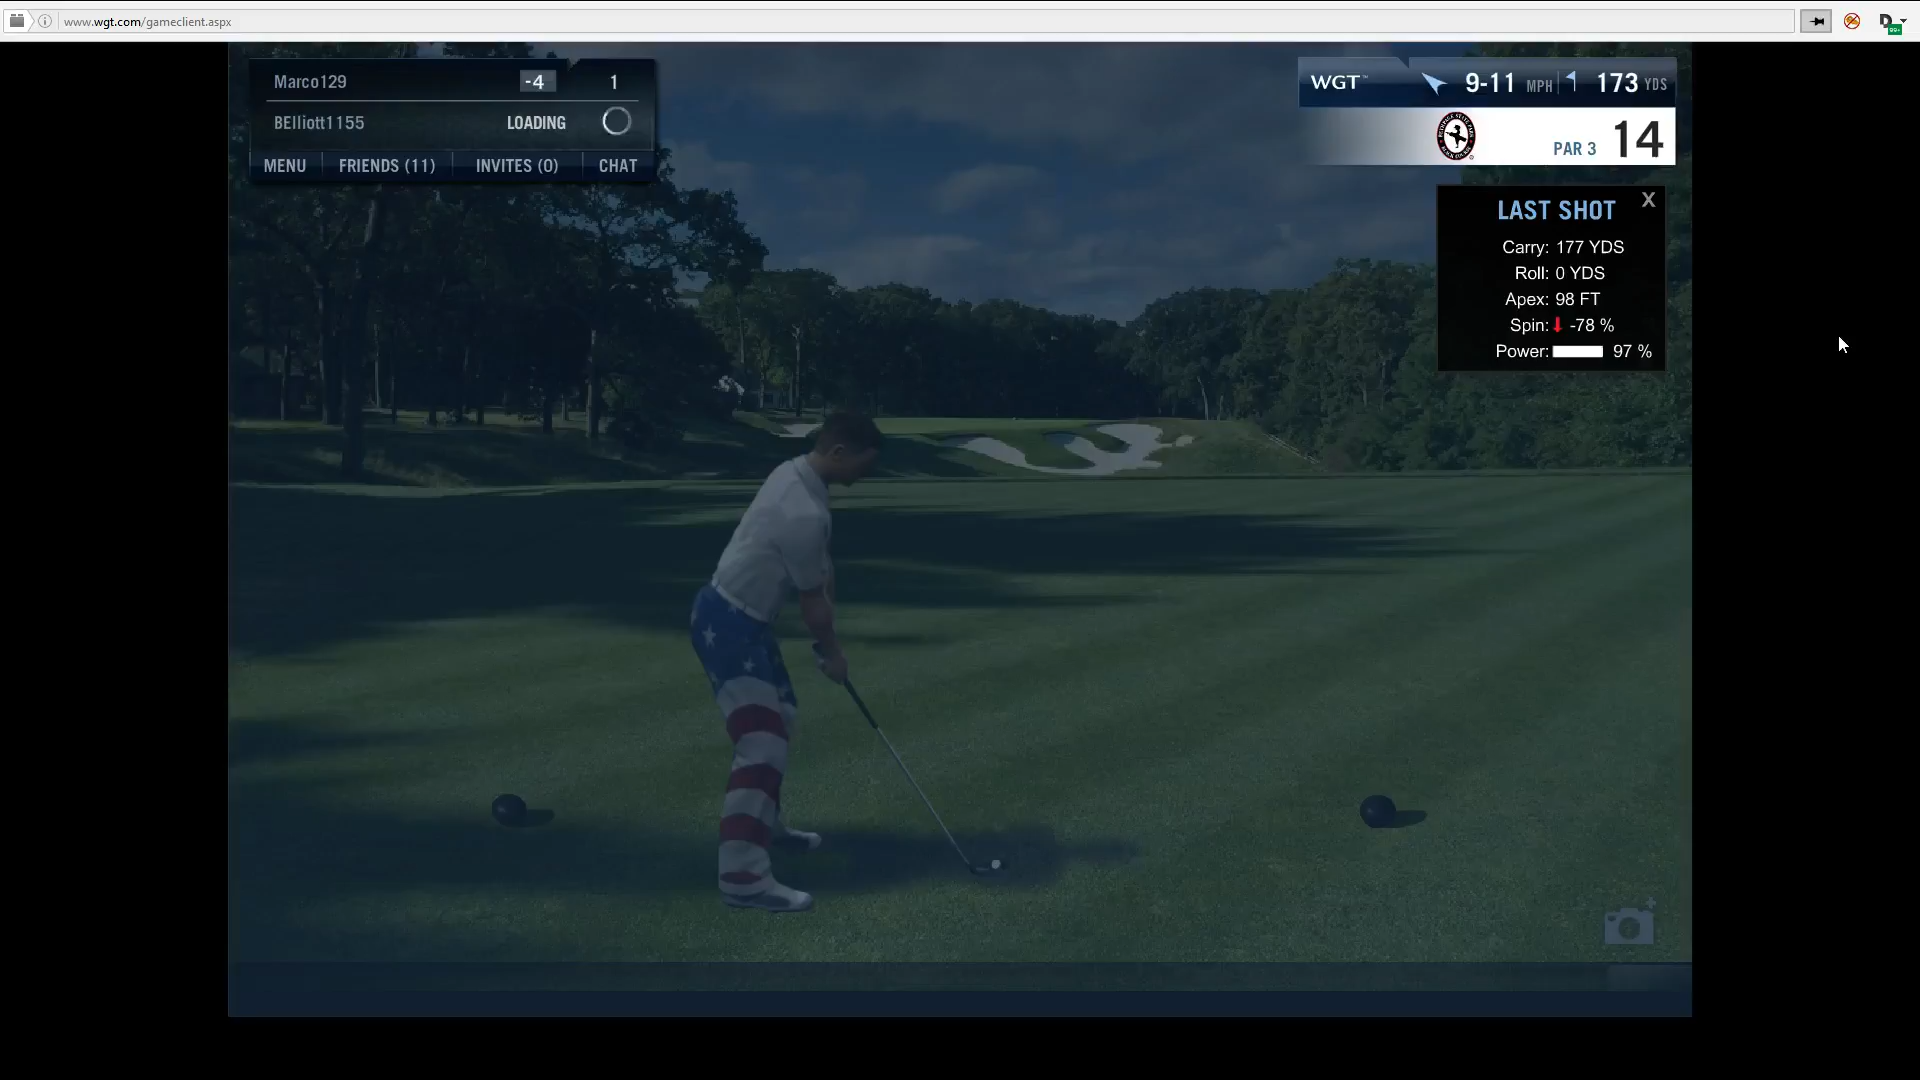 www.wgt.com/gameclient.aspx
Marco129 -4 1
BElliott1155 LOADING
MENU FRIENDS (11) INVITES (0) CHAT
WGT™ 9-11 MPH 173 YDS
PAR 3 14
LAST SHOT X
Carry: 177 YDS
Roll: 0 YDS
Apex: 98 FT
Spin: -78 %
Power: 97 %